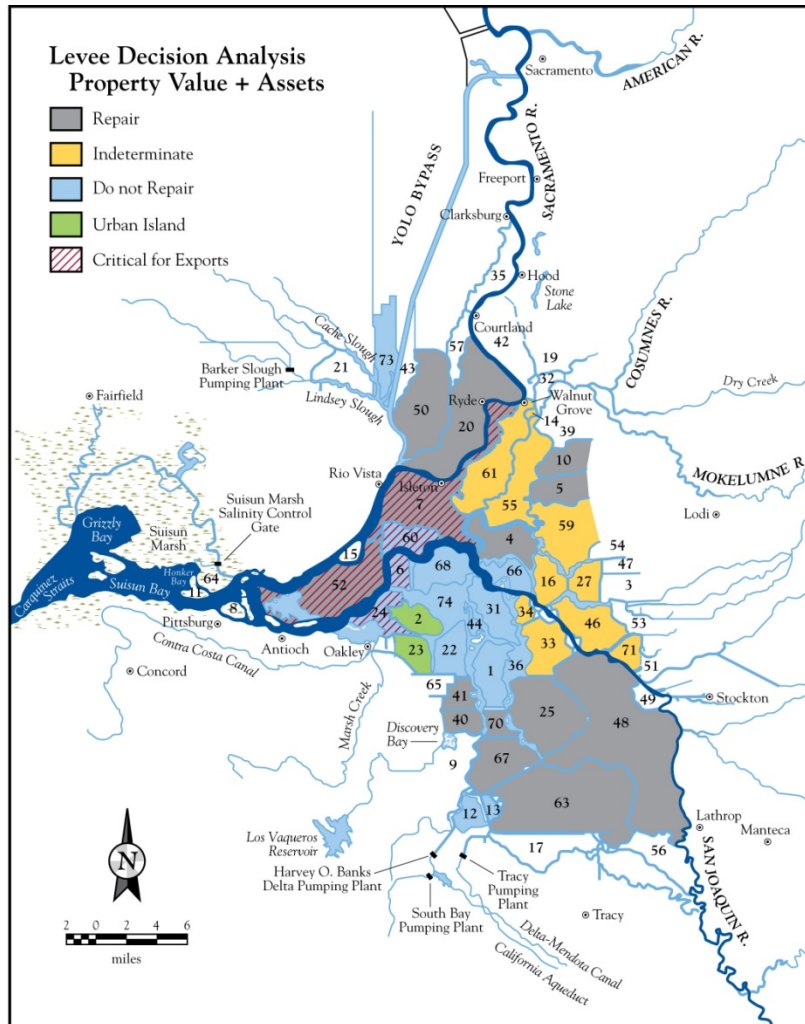 Levee Decision Analysis
Property Value + Assets
Repair
Indeterminate
Do not Repair
Urban Island
Critical for Exports
Sacramento
AMERICAN R.
SACRAMENTO R.
YOLO BYPASS
Freeport
Clarksburg
35
Hood
Stone
Lake
Courtland
42
57
COSUMNES R.
Cache Slough
73
43
21
Barker Slough
Pumping Plant
Lindsey Slough
19
32
Dry Creek
Fairfield
50
Ryde
20
Walnut
Grove
14
39
10
MOKELUMNE R.
Rio Vista
Isleton
7
61
5
55
Lodi
Suisun Marsh
Salinity Control
Gate
Grizzly
Bay
Suisun
Marsh
15
60
4
59
54
47
3
Honker
Bay
64
11
Carquinez Straits
Suisun Bay
8
52
6
68
66
16
27
24
74
31
34
46
53
2
44
Pittsburg
Antioch
Oakley
Contra Costa Canal
23
22
1
36
33
71
51
Concord
65
41
49
Stockton
Marsh Creek
40
70
25
48
Discovery
Bay
9
67
12
13
63
Lathrop
Manteca
Los Vaqueros
Reservoir
17
56
Harvey O. Banks
Delta Pumping Plant
Tracy
Pumping
Plant
South Bay
Pumping Plant
Tracy
SAN JOAQUIN R.
Delta-Mendota Canal
California Aqueduct
N
2 0 2 4 6
miles